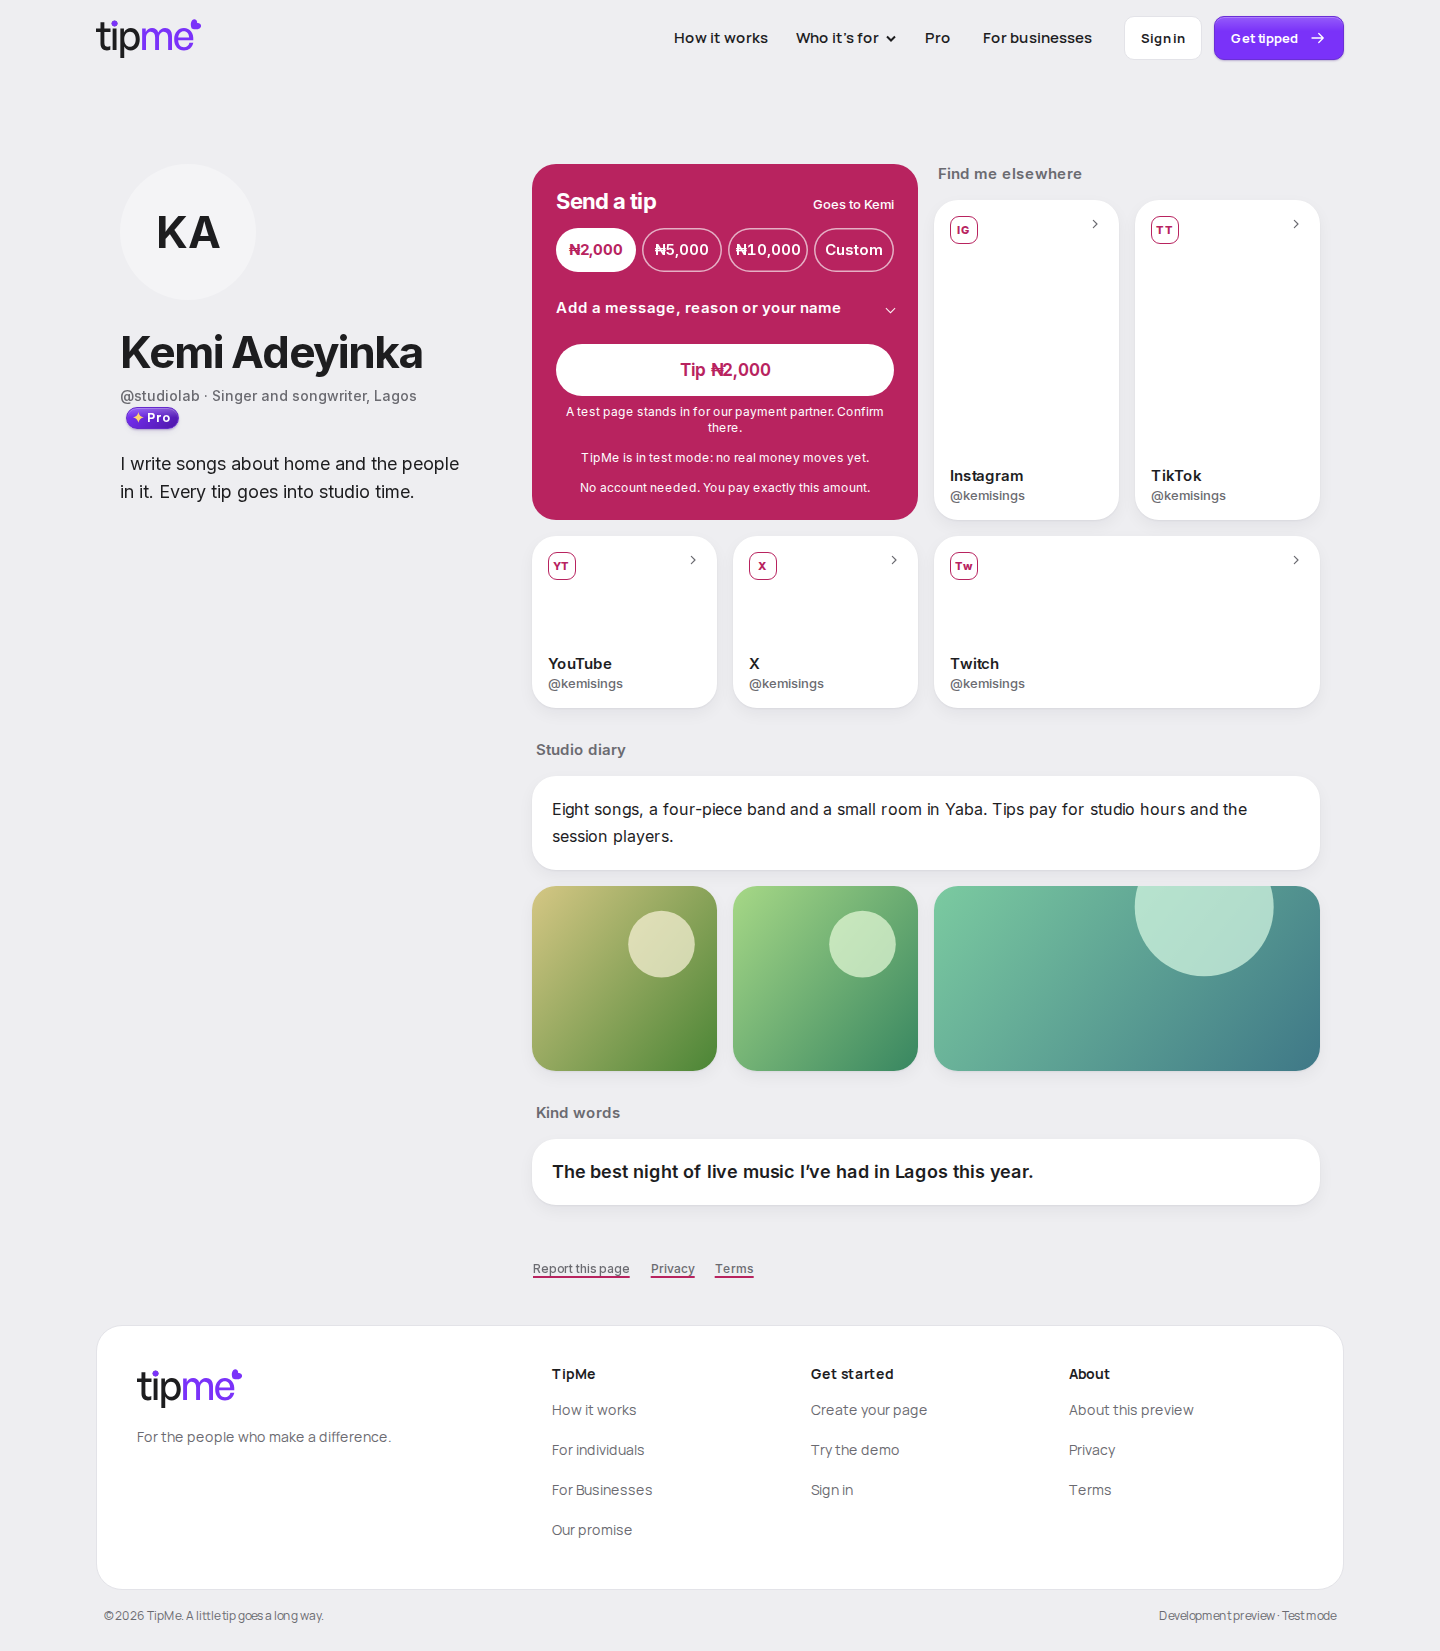 tipme
How it works
Who it's for
Pro
For businesses
Sign in
Get tipped
KA
Kemi Adeyinka
@studiolab · Singer and songwriter, Lagos
✦ Pro
I write songs about home and the people
in it. Every tip goes into studio time.
Send a tip
Goes to Kemi
₦2,000
₦5,000
₦10,000
Custom
Add a message, reason or your name
Tip ₦2,000
A test page stands in for our payment partner. Confirm
there.
TipMe is in test mode: no real money moves yet.
No account needed. You pay exactly this amount.
Find me elsewhere
IG
Instagram
@kemisings
TT
TikTok
@kemisings
YT
YouTube
@kemisings
X
X
@kemisings
Tw
Twitch
@kemisings
Studio diary
Eight songs, a four-piece band and a small room in Yaba. Tips pay for studio hours and the
session players.
Kind words
The best night of live music I’ve had in Lagos this year.
Report this page
Privacy
Terms
tipme
For the people who make a difference.
TipMe
How it works
For individuals
For Businesses
Our promise
Get started
Create your page
Try the demo
Sign in
About
About this preview
Privacy
Terms
© 2026 TipMe. A little tip goes a long way.
Development preview · Test mode